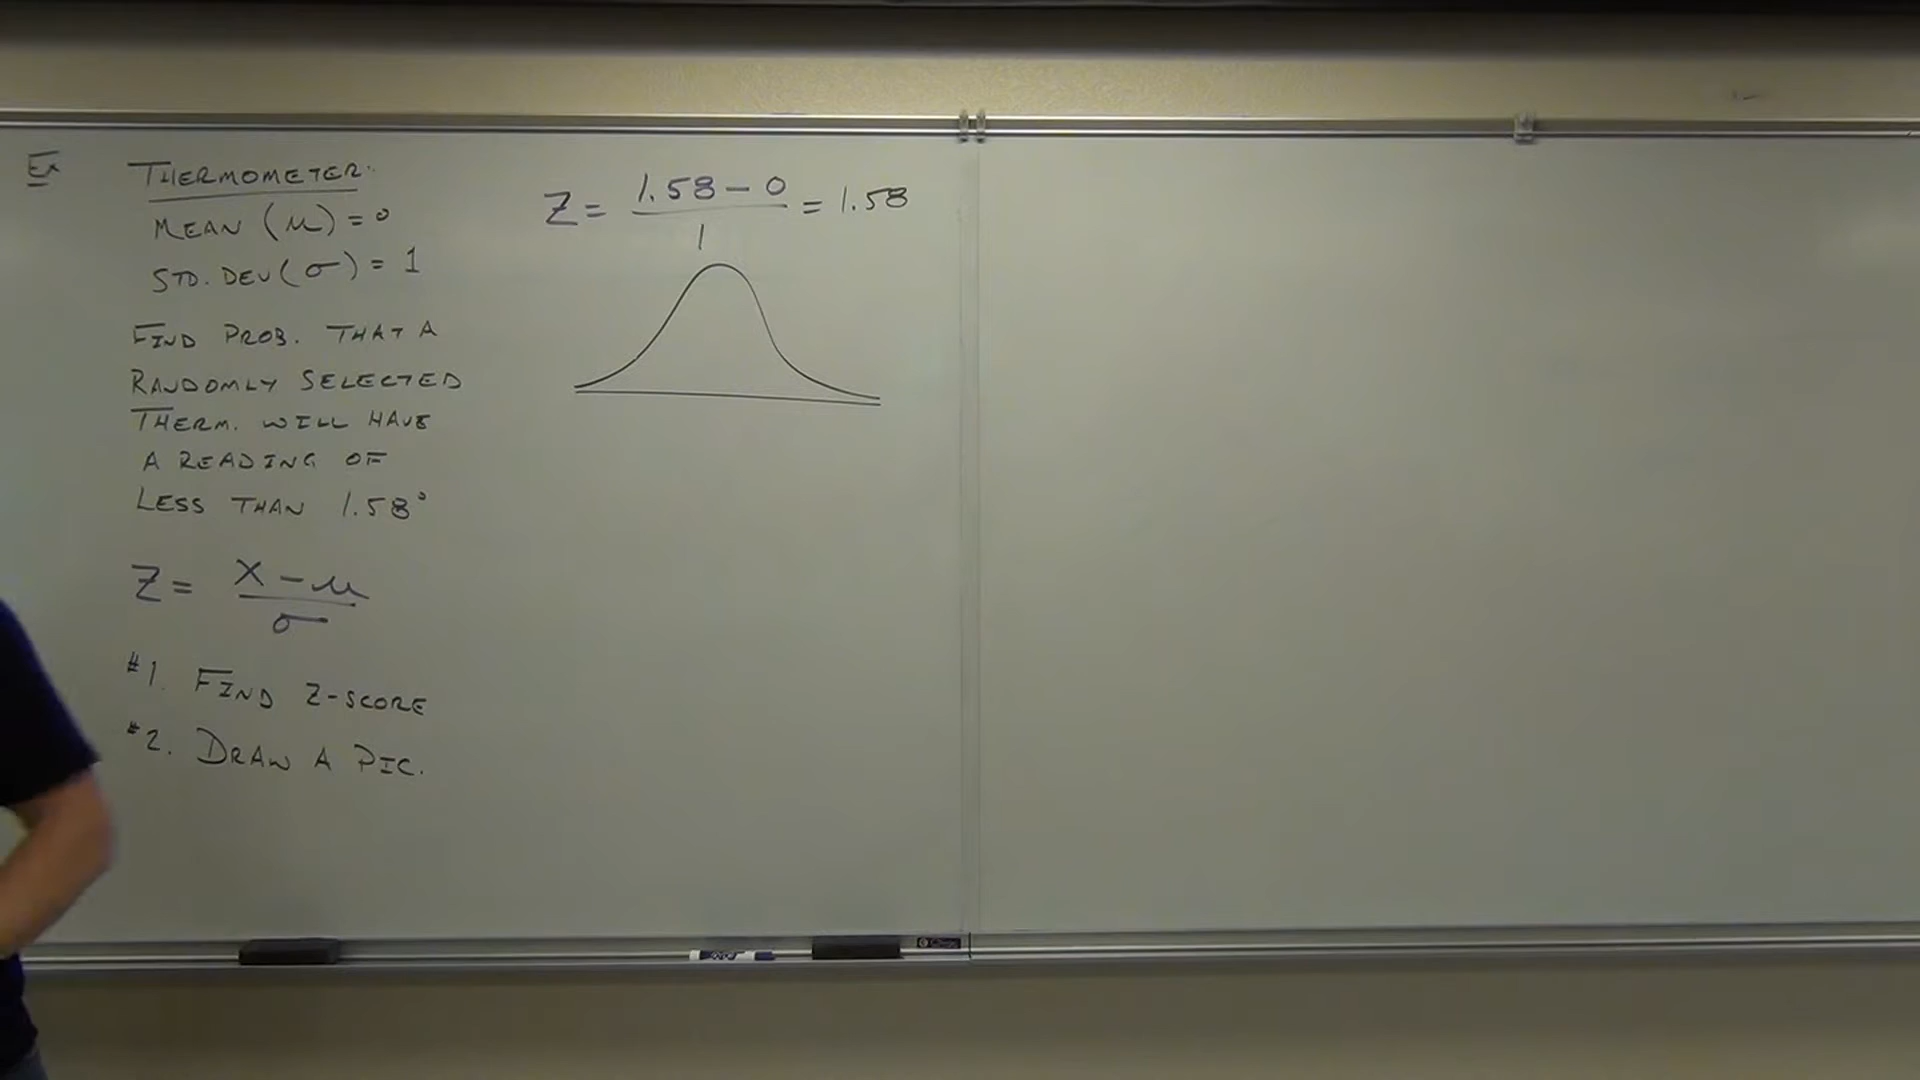 Ex
THERMOMETER.
MEAN (μ) = 0
STD. DEV (σ) = 1
FIND PROB. THAT A
RANDOMLY SELECTED
THERM. WILL HAVE
A READING OF
LESS THAN 1.58°
Z = (X - μ) / σ
#1. FIND Z-SCORE
#2. DRAW A PIC.
Z = (1.58 - 0) / 1 = 1.58
EXPO